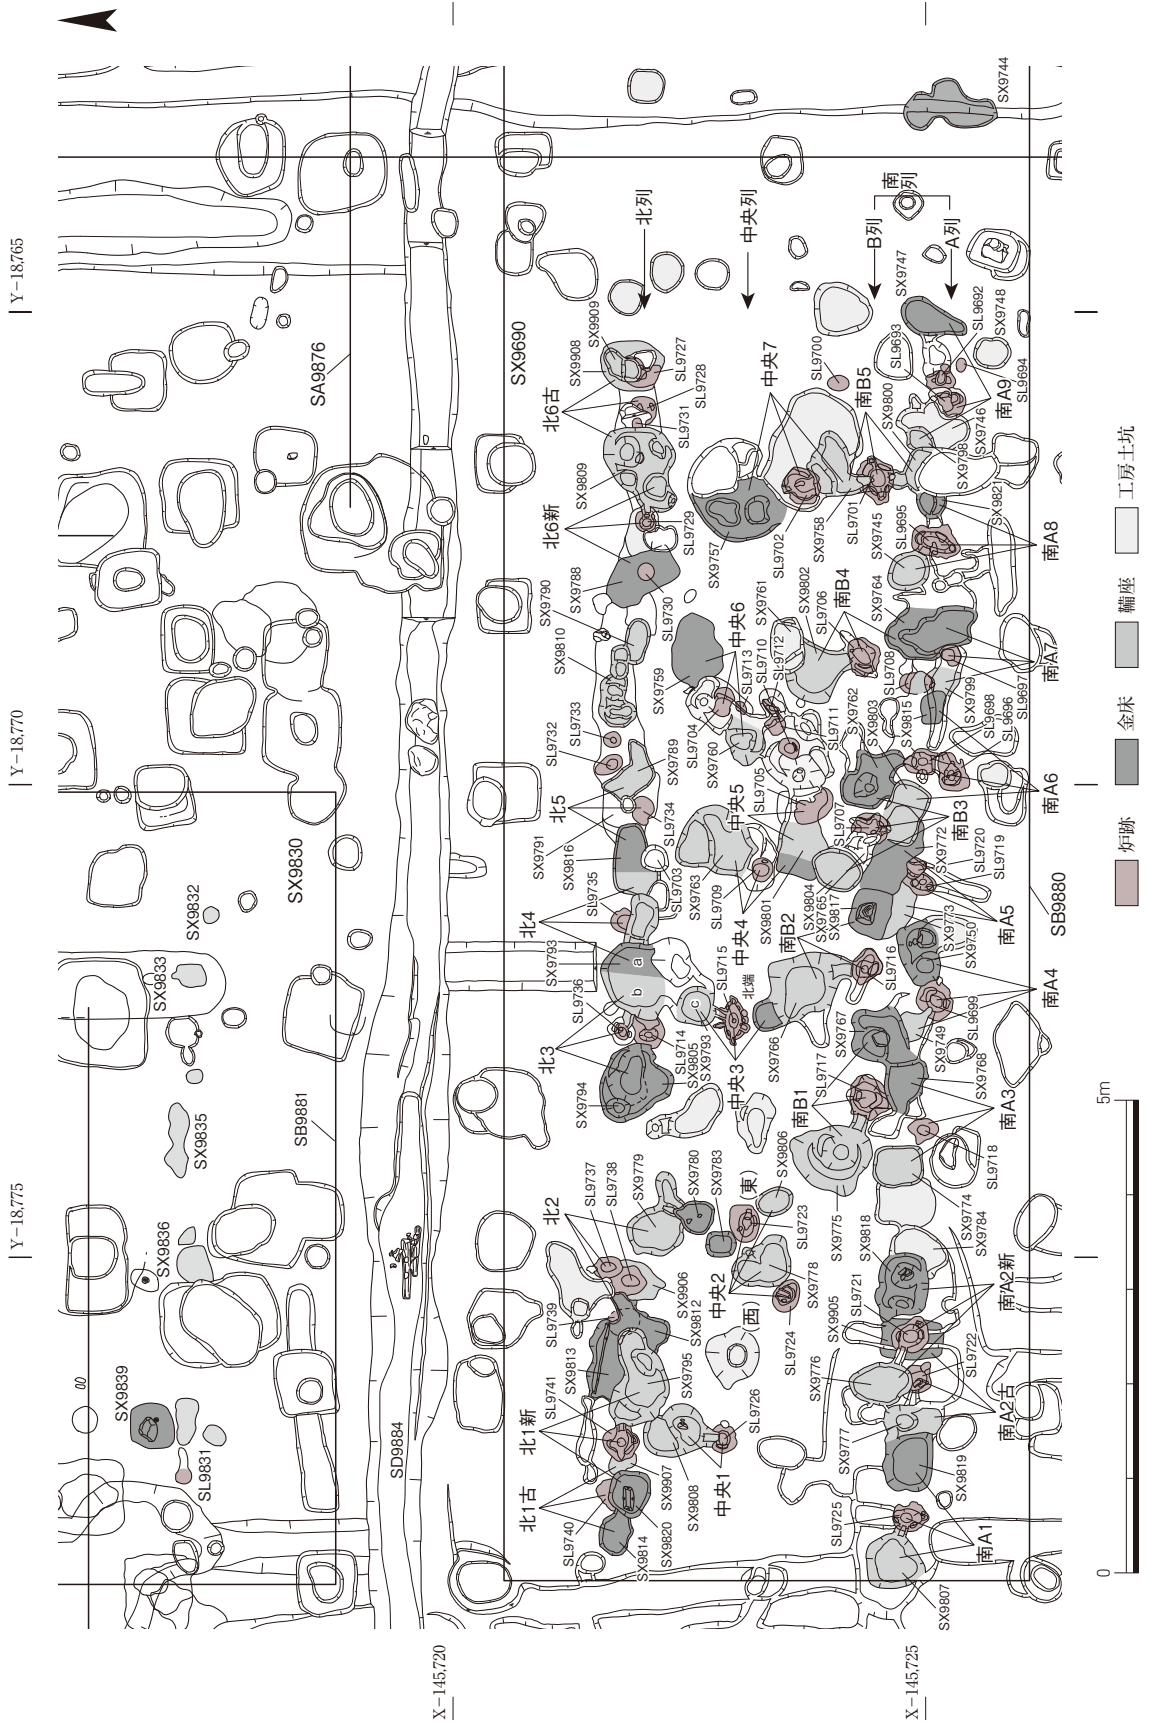 Y-18,765
Y-18,770
Y-18,775
X-145,720
X-145,725
SA9876
SX9830
SX9832
SX9833
SB9881
SX9835
SX9836
SX9839
SL9831
SD9884
SX9690
SB9880
SX9744
北列
中央列
南列
B列
A列
北6古
SX9908
SX9909
SL9727
SL9728
SL9731
SX9809
北6新
SL9729
SX9788
SL9730
SX9790
SX9810
SL9733
SL9732
SX9789
北5
SL9734
SX9791
SX9816
SL9703
SL9735
北4
SX9793
a
b
c
SL9736
北3
SL9714
SX9805
SX9793
SX9794
SL9737
SL9738
SX9779
SX9780
SX9783
北2
SX9906
SX9812
SL9739
SX9813
SX9795
SL9741
北1新
北1古
SX9907
SX9808
SX9820
SX9814
SL9740
中央7
SL9700
SX9757
SL9702
SX9758
SL9701
中央6
SX9759
SL9704
SX9760
SL9713
SL9710
SL9712
SX9761
SX9802
SL9706
SL9711
中央5
SL9705
SX9763
SL9709
SX9801
中央4
SL9715
北端
SX9766
中央3
(東)
SX9806
SL9723
SX9778
中央2
(西)
SL9724
SL9726
中央1
南B5
SX9800
SL9693
SX9747
SL9692
SX9748
SL9694
南A9
SX9746
SX9798
SX9821
SX9745
SL9695
南A8
南B4
SX9764
SL9708
SX9762
SX9803
SX9815
南A7
SL9697
SX9799
SL9698
SL9696
南A6
南B3
SL9707
SX9772
SL9720
SL9719
SX9804
SX9765
SX9817
南A5
SX9773
SX9750
南B2
SL9716
SX9767
南A4
SL9699
SX9749
SX9768
SL9717
南B1
南A3
SL9718
SX9774
SX9784
SX9775
SX9818
南A2新
SL9721
SX9905
SL9722
SX9776
南A2古
SX9777
SX9819
SL9725
南A1
SX9807
工房土坑
鞴座
金床
炉跡
0
5m